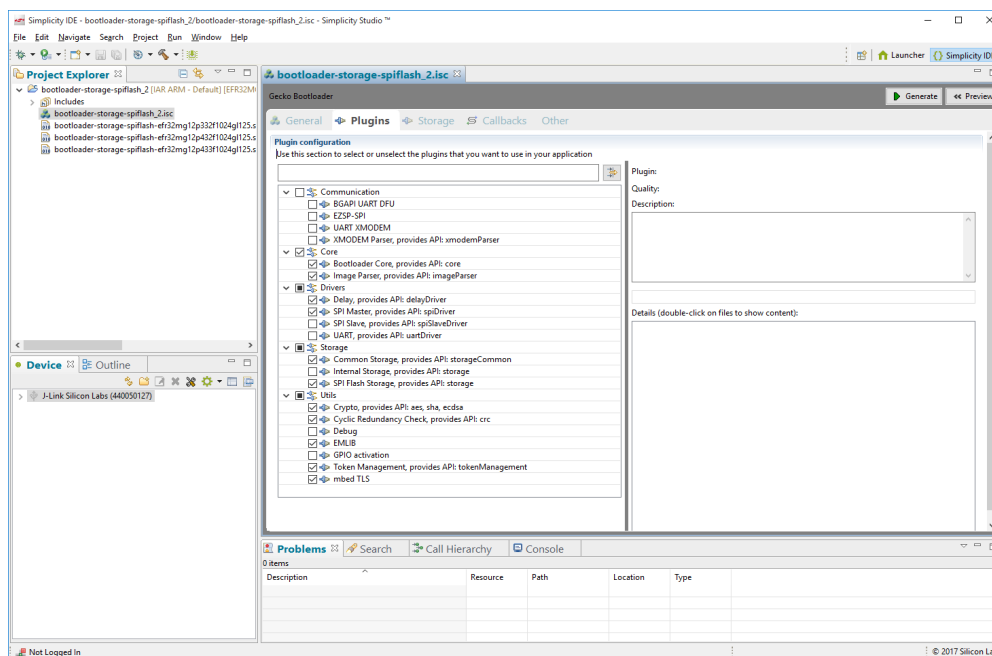 Simplicity IDE - bootloader-storage-spiflash_2/bootloader-storage-spiflash_2.isc - Simplicity Studio ™
File Edit Navigate Search Project Run Window Help
Launcher Simplicity IDE
Project Explorer
bootloader-storage-spiflash_2 [IAR ARM - Default] [EFR32M
Includes
bootloader-storage-spiflash_2.isc
bootloader-storage-spiflash-efr32mg12p332f1024gl125.s
bootloader-storage-spiflash-efr32mg12p432f1024gl125.s
bootloader-storage-spiflash-efr32mg12p433f1024gl125.s
Device Outline
J-Link Silicon Labs (440050127)
bootloader-storage-spiflash_2.isc
Gecko Bootloader
Generate Preview
General Plugins Storage Callbacks Other
Plugin configuration
Use this section to select or unselect the plugins that you want to use in your application
Communication
BGAPI UART DFU
EZSP-SPI
UART XMODEM
XMODEM Parser, provides API: xmodemParser
Core
Bootloader Core, provides API: core
Image Parser, provides API: imageParser
Drivers
Delay, provides API: delayDriver
SPI Master, provides API: spiDriver
SPI Slave, provides API: spiSlaveDriver
UART, provides API: uartDriver
Storage
Common Storage, provides API: storageCommon
Internal Storage, provides API: storage
SPI Flash Storage, provides API: storage
Utils
Crypto, provides API: aes, sha, ecdsa
Cyclic Redundancy Check, provides API: crc
Debug
EMLIB
GPIO activation
Token Management, provides API: tokenManagement
mbed TLS
Plugin:
Quality:
Description:
Details (double-click on files to show content):
Problems Search Call Hierarchy Console
0 items
Description Resource Path Location Type
Not Logged In
© 2017 Silicon La